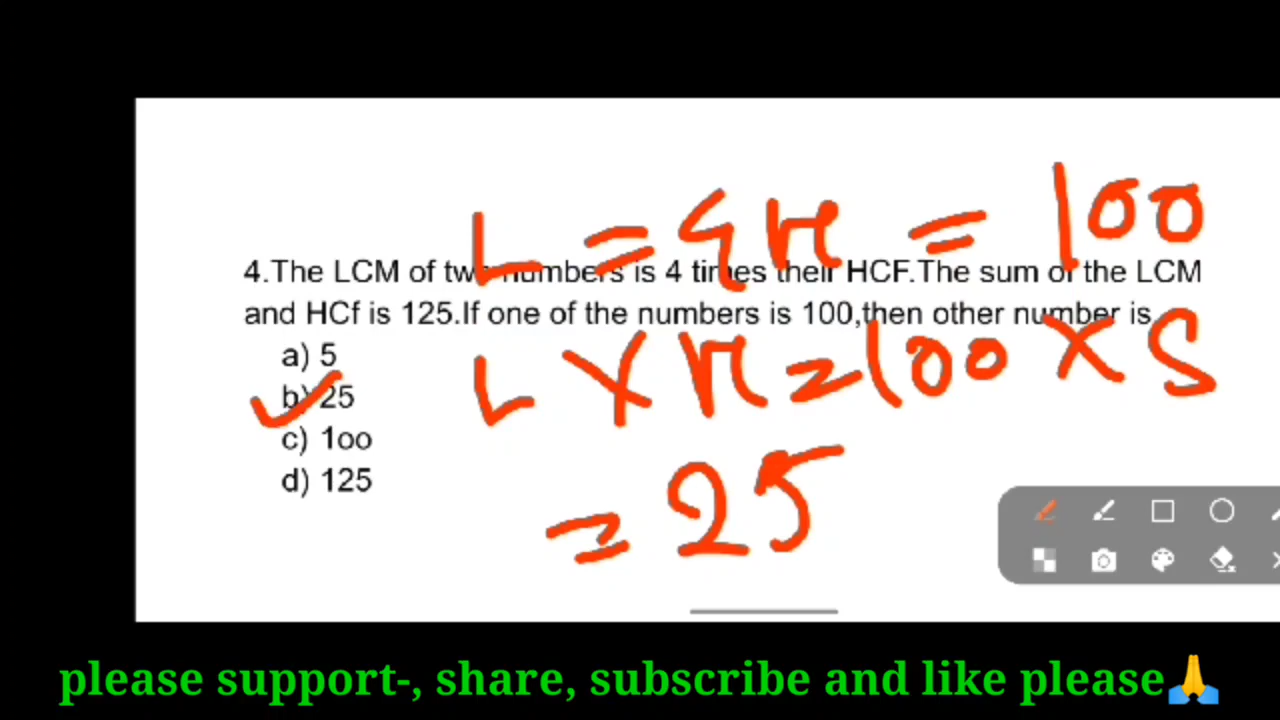 L = 4H = 100
4.The LCM of two numbers is 4 times their HCF.The sum of the LCM
and HCf is 125.If one of the numbers is 100,then other number is
a) 5
b) 25
c) 1oo
d) 125
L X H = 100 X S
= 25
please support-, share, subscribe and like please🙏